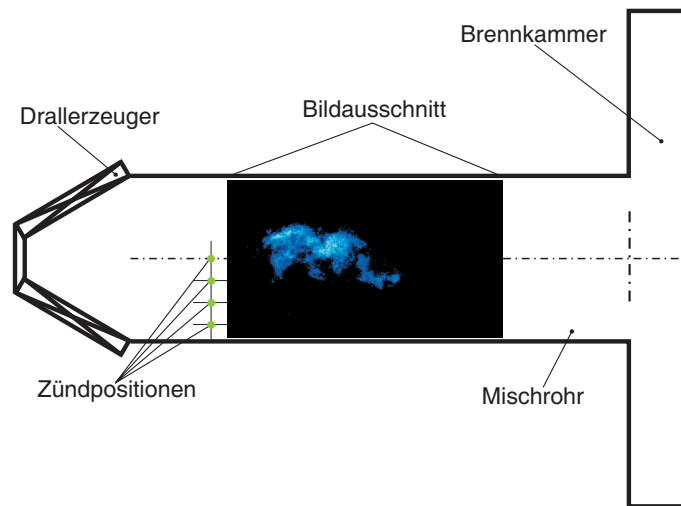 Brennkammer
Bildausschnitt
Drallerzeuger
Zündpositionen
Mischrohr